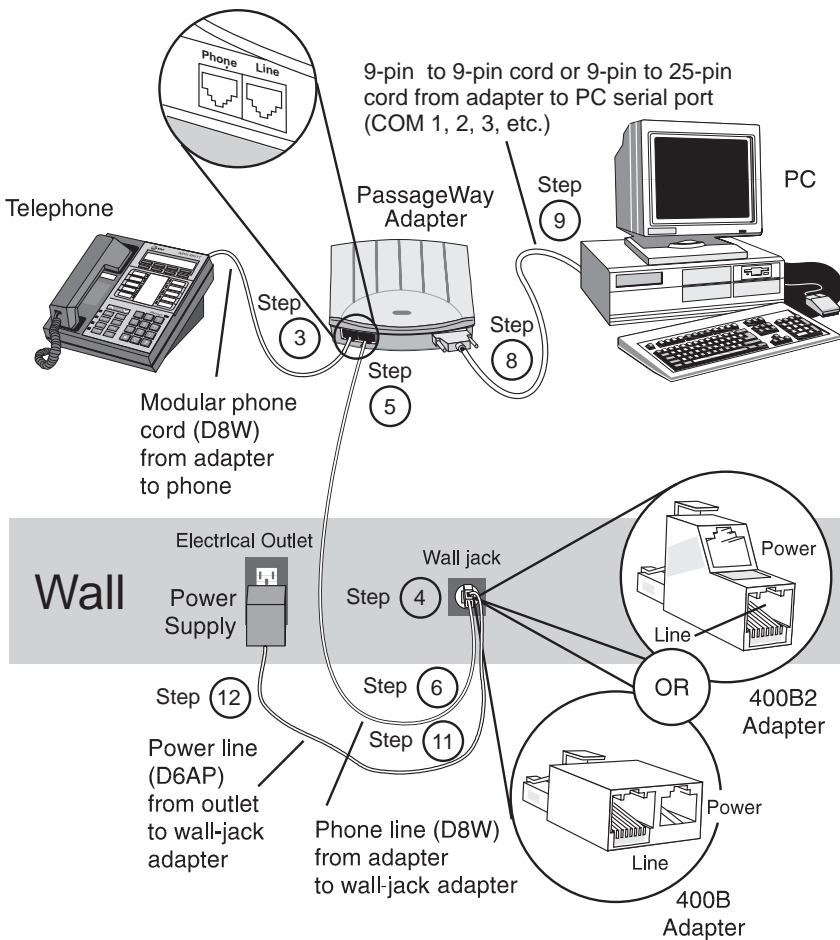 Phone
Line
9-pin to 9-pin cord or 9-pin to 25-pin
cord from adapter to PC serial port
(COM 1, 2, 3, etc.)
Step
9
PC
PassageWay
Adapter
Telephone
Step
3
Step
8
Step
5
Modular phone
cord (D8W)
from adapter
to phone
Electrical Outlet
Wall jack
Power
Wall
Power
Supply
Step 4
Line
OR
Step 12
Step 6
400B2
Adapter
Step 11
Power line
(D6AP)
from outlet
to wall-jack
adapter
Phone line (D8W)
from adapter
to wall-jack adapter
Power
Line
400B
Adapter